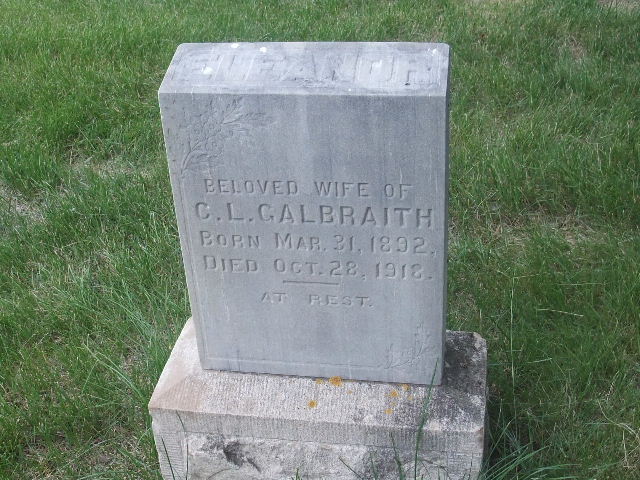 BELOVED WIFE OF
C. L. GALBRAITH
BORN MAR. 31, 1892.
DIED OCT. 28, 1918.
AT REST.